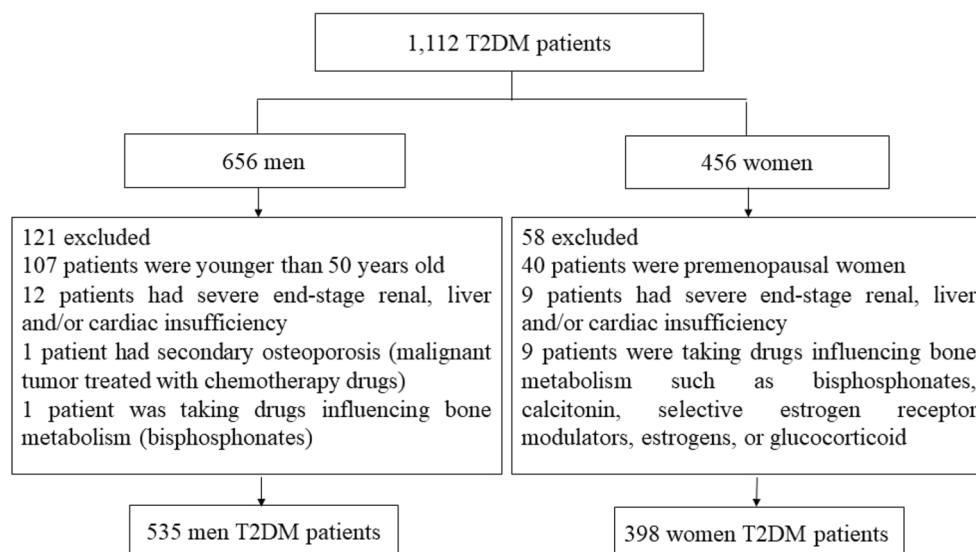 1,112 T2DM patients
656 men
456 women
121 excluded
107 patients were younger than 50 years old
12 patients had severe end-stage renal, liver
and/or cardiac insufficiency
1 patient had secondary osteoporosis (malignant
tumor treated with chemotherapy drugs)
1 patient was taking drugs influencing bone
metabolism (bisphosphonates)
58 excluded
40 patients were premenopausal women
9 patients had severe end-stage renal, liver
and/or cardiac insufficiency
9 patients were taking drugs influencing bone
metabolism such as bisphosphonates,
calcitonin, selective estrogen receptor
modulators, estrogens, or glucocorticoid
535 men T2DM patients
398 women T2DM patients